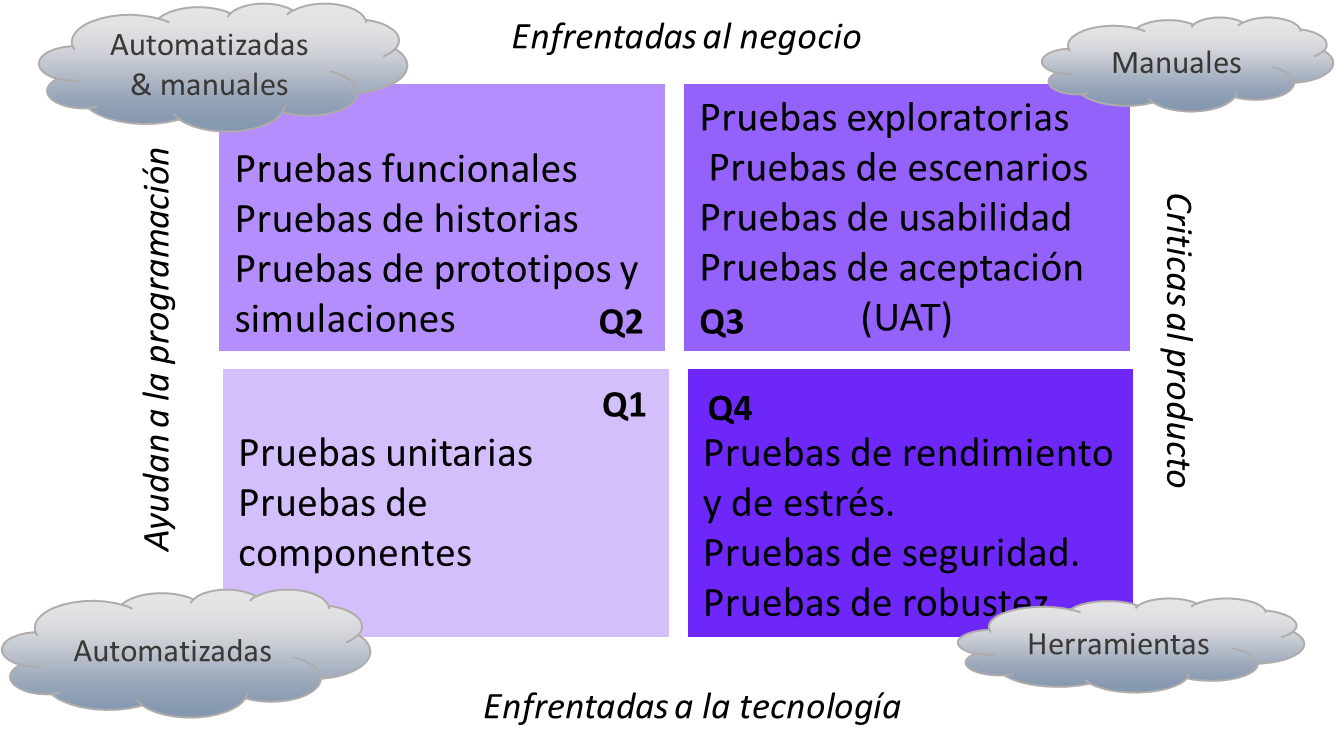 Enfrentadas al negocio
Automatizadas
& manuales
Manuales
Ayudan a la programación
Pruebas funcionales
Pruebas de historias
Pruebas de prototipos y
simulaciones
Q2
Pruebas exploratorias
Pruebas de escenarios
Pruebas de usabilidad
Pruebas de aceptación
Q3 (UAT)
Criticas al producto
Q1
Pruebas unitarias
Pruebas de
componentes
Q4
Pruebas de rendimiento
y de estrés.
Pruebas de seguridad.
Pruebas de robustez
Automatizadas
Herramientas
Enfrentadas a la tecnología